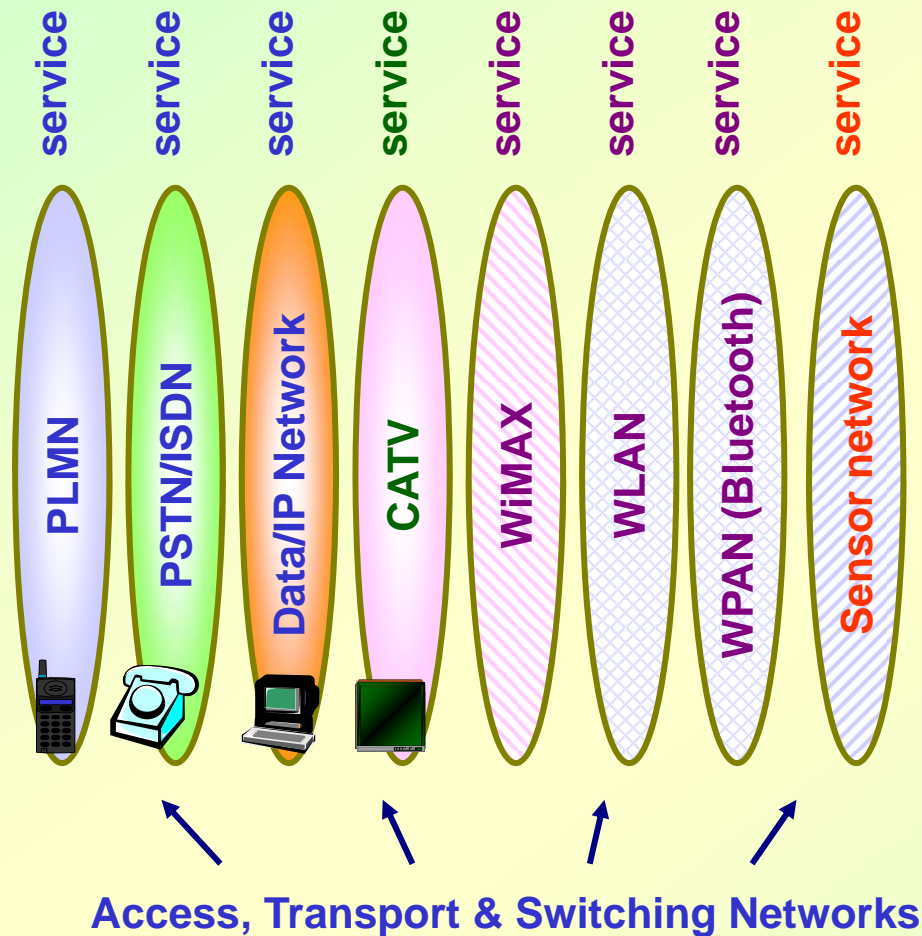 service
service
service
service
service
service
service
service
PLMN
PSTN/ISDN
Data/IP Network
CATV
WiMAX
WLAN
WPAN (Bluetooth)
Sensor network
Access, Transport & Switching Networks